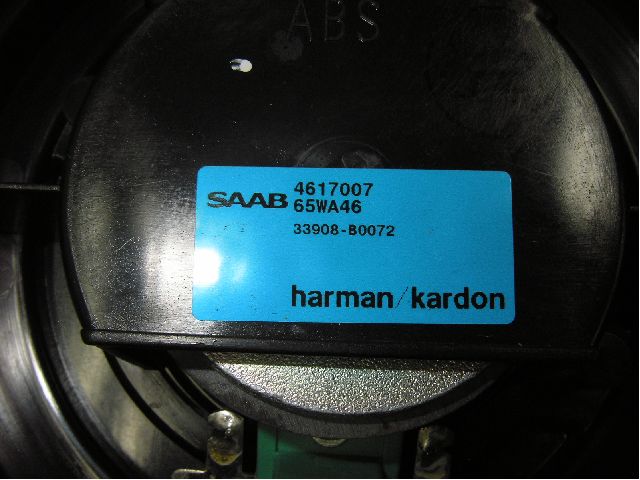 ABS
SAAB 4617007
65WA46
33908-B0072
harman/kardon